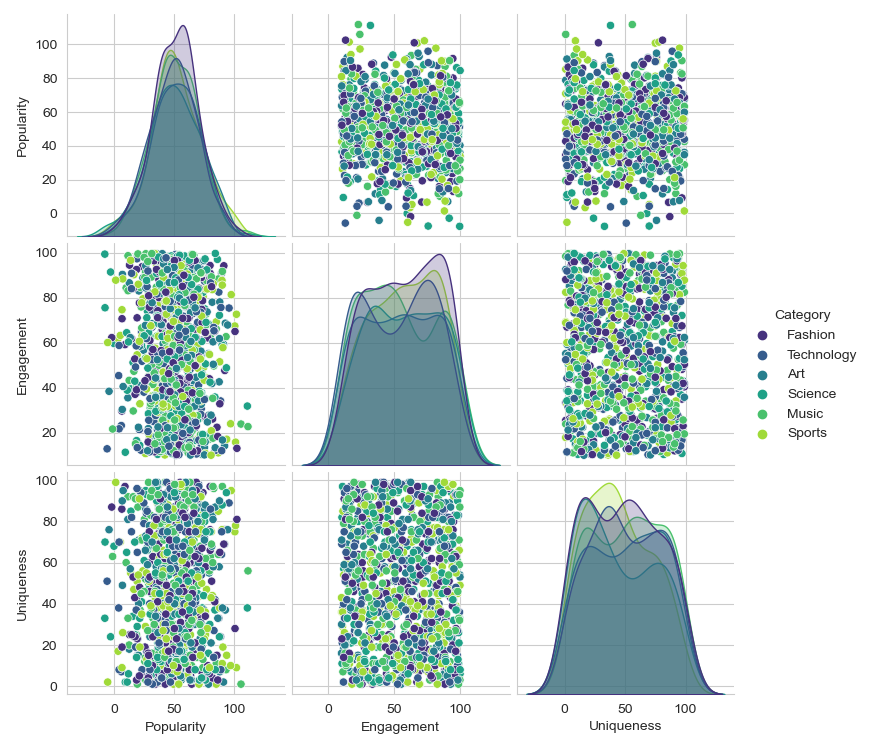 Popularity
100
80
60
40
20
0
Engagement
100
80
60
40
20
Uniqueness
100
80
60
40
20
0
0 50 100
Popularity
0 50 100
Engagement
0 50 100
Uniqueness
Category
Fashion
Technology
Art
Science
Music
Sports